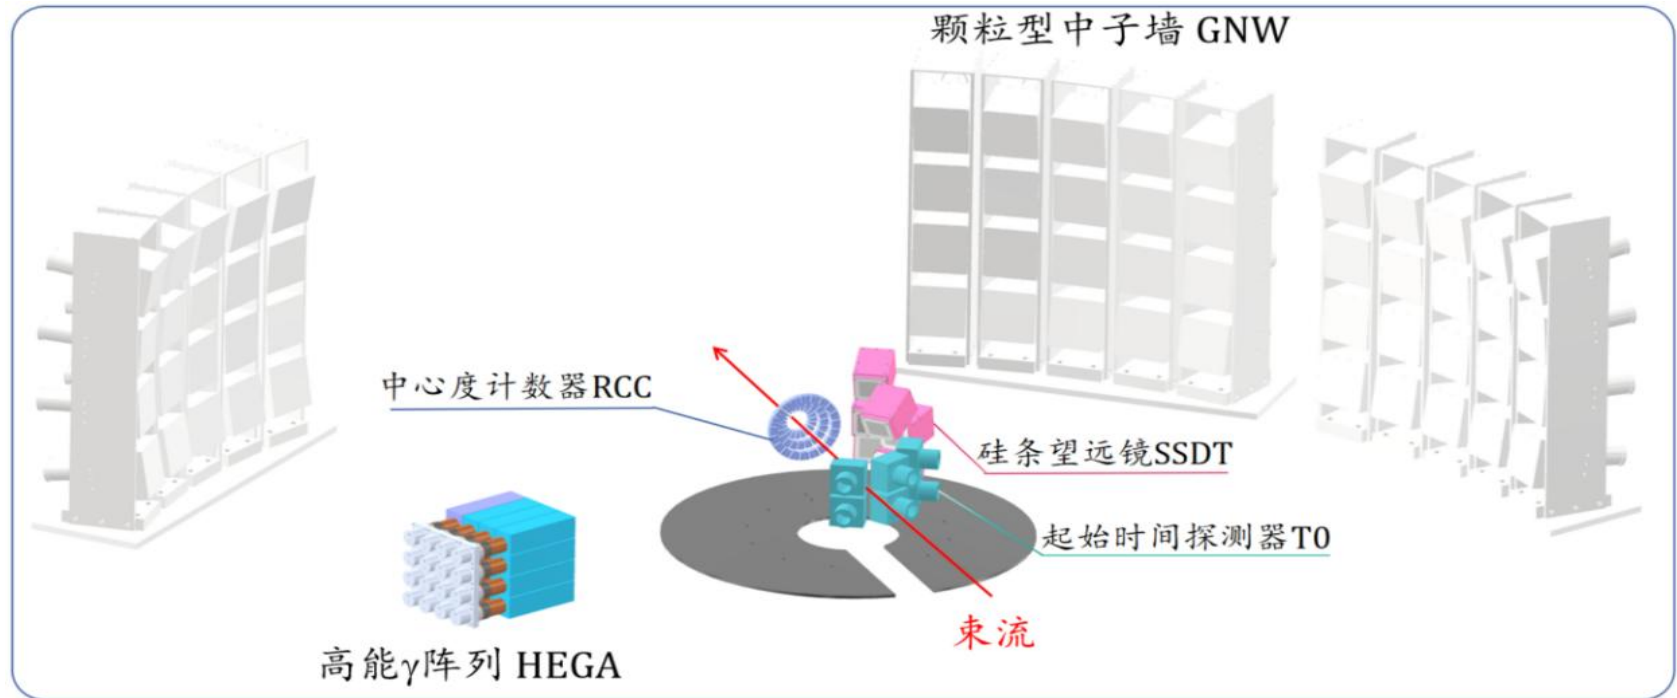 颗粒型中子墙 GNW
中心度计数器RCC
硅条望远镜SSDT
起始时间探测器T0
束流
高能γ阵列 HEGA